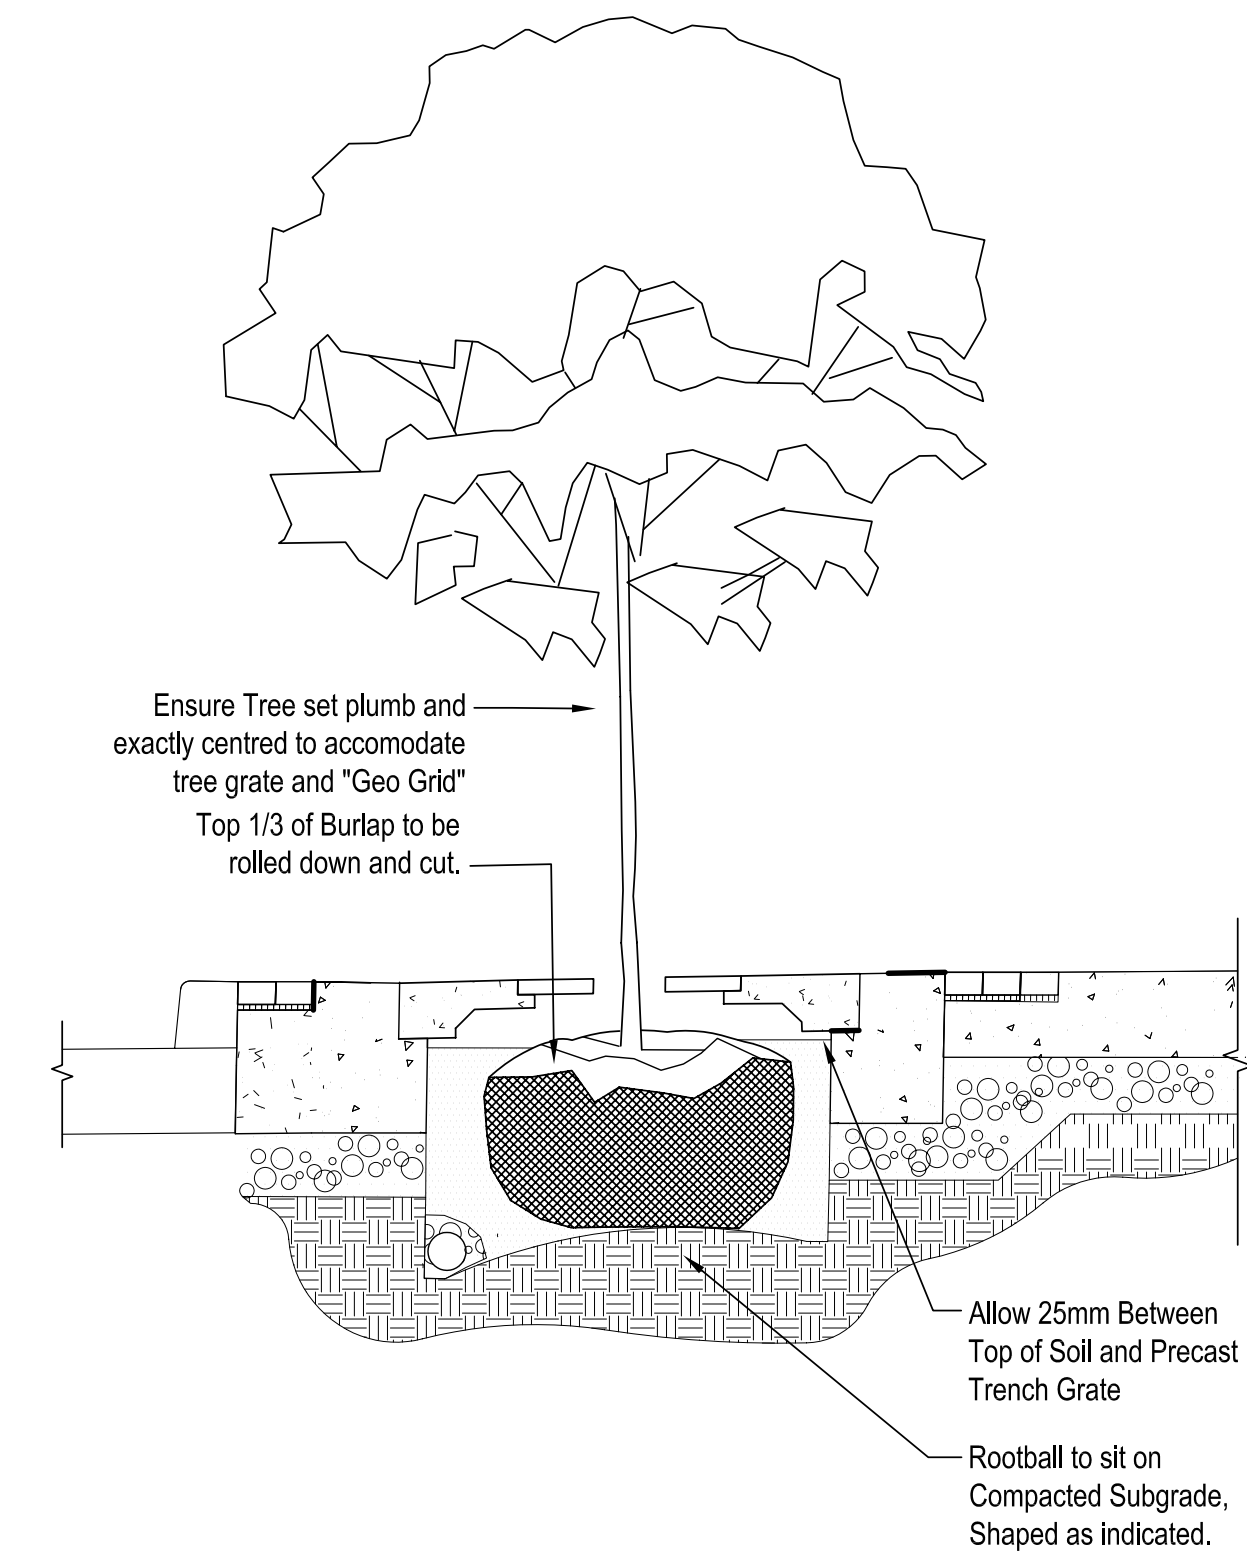 Ensure Tree set plumb and
exactly centred to accomodate
tree grate and "Geo Grid"
Top 1/3 of Burlap to be
rolled down and cut.
Allow 25mm Between
Top of Soil and Precast
Trench Grate
Rootball to sit on
Compacted Subgrade,
Shaped as indicated.